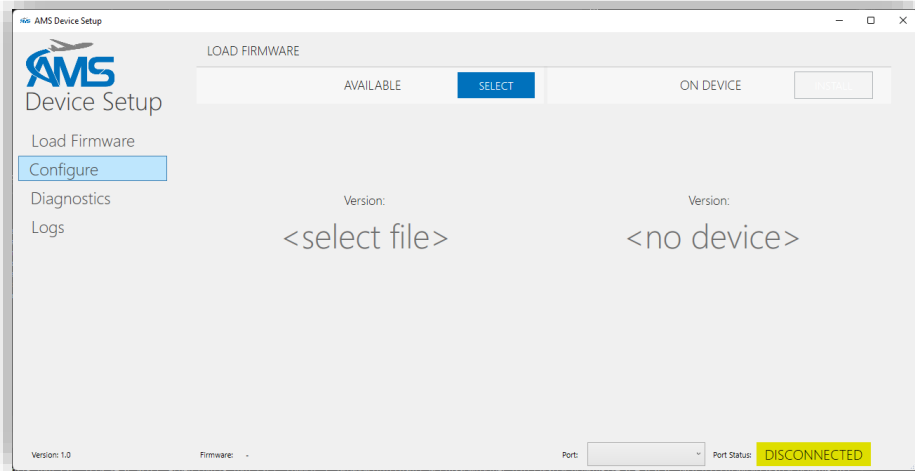 AMS Device Setup
AMS
Device Setup
Load Firmware
Configure
Diagnostics
Logs
LOAD FIRMWARE
AVAILABLE
SELECT
ON DEVICE
INSTALL
Version:
<select file>
Version:
<no device>
Version: 1.0
Firmware: -
Port:
Port Status: DISCONNECTED